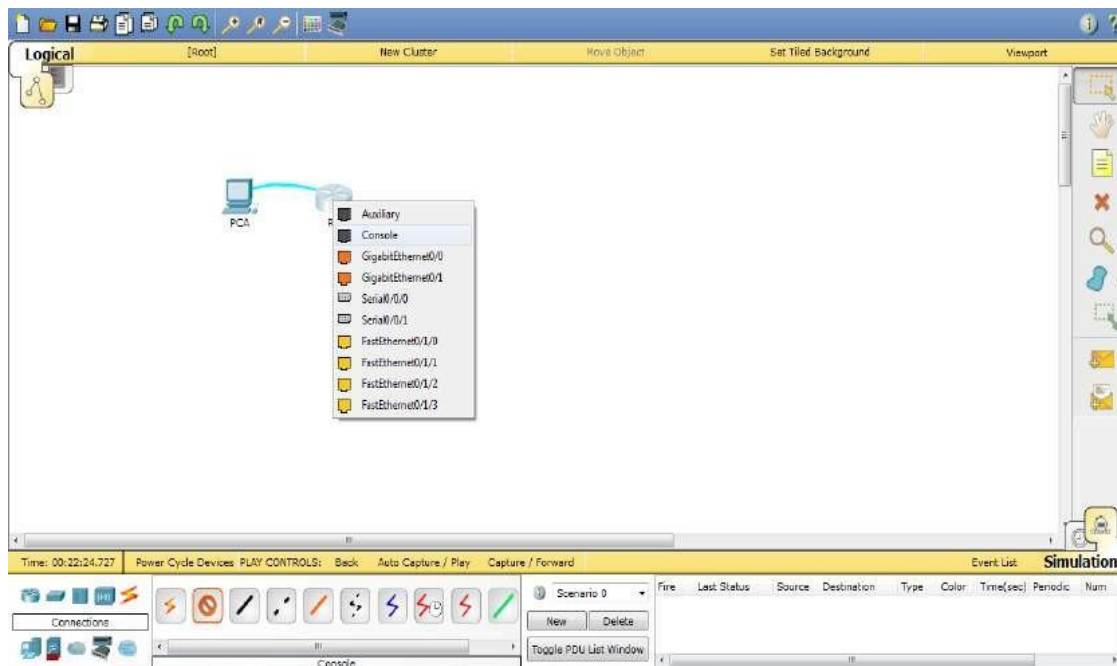 Logical [Root] New Cluster Move Object Set Tiled Background Viewport
PCA
R
Auxiliary
Console
GigabitEthernet0/0
GigabitEthernet0/1
Serial0/0/0
Serial0/0/1
FastEthernet0/1/0
FastEthernet0/1/1
FastEthernet0/1/2
FastEthernet0/1/3
Time: 00:22:24.727 Power Cycle Devices PLAY CONTROLS: Back Auto Capture / Play Capture / Forward Event List Simulation
Connections
Console
Scenario 0
New Delete
Toggle PDU List Window
Fire Last Status Source Destination Type Color Time(sec) Periodic Num